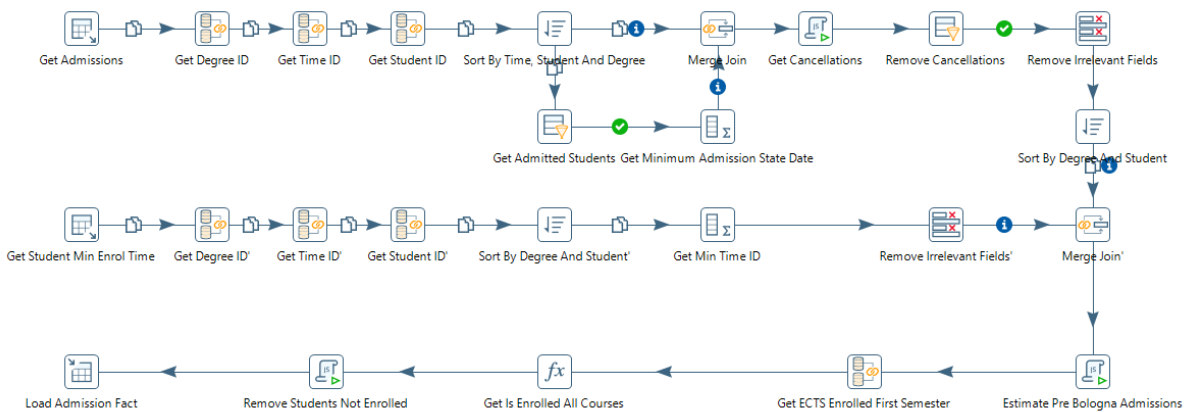 Get Admissions
Get Degree ID
Get Time ID
Get Student ID
Sort By Time, Student And Degree
Merge Join
Get Cancellations
Remove Cancellations
Remove Irrelevant Fields
Get Admitted Students
Get Minimum Admission State Date
Sort By Degree And Student
Get Student Min Enrol Time
Get Degree ID'
Get Time ID'
Get Student ID'
Sort By Degree And Student'
Get Min Time ID
Remove Irrelevant Fields'
Merge Join'
Load Admission Fact
Remove Students Not Enrolled
Get Is Enrolled All Courses
Get ECTS Enrolled First Semester
Estimate Pre Bologna Admissions